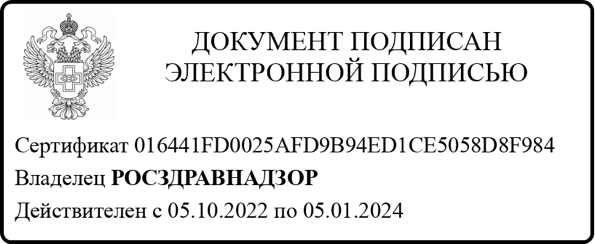 ДОКУМЕНТ ПОДПИСАН
ЭЛЕКТРОННОЙ ПОДПИСЬЮ
Сертификат 016441FD0025AFD9B94ED1CE5058D8F984
Владелец РОСЗДРАВНАДЗОР
Действителен с 05.10.2022 по 05.01.2024